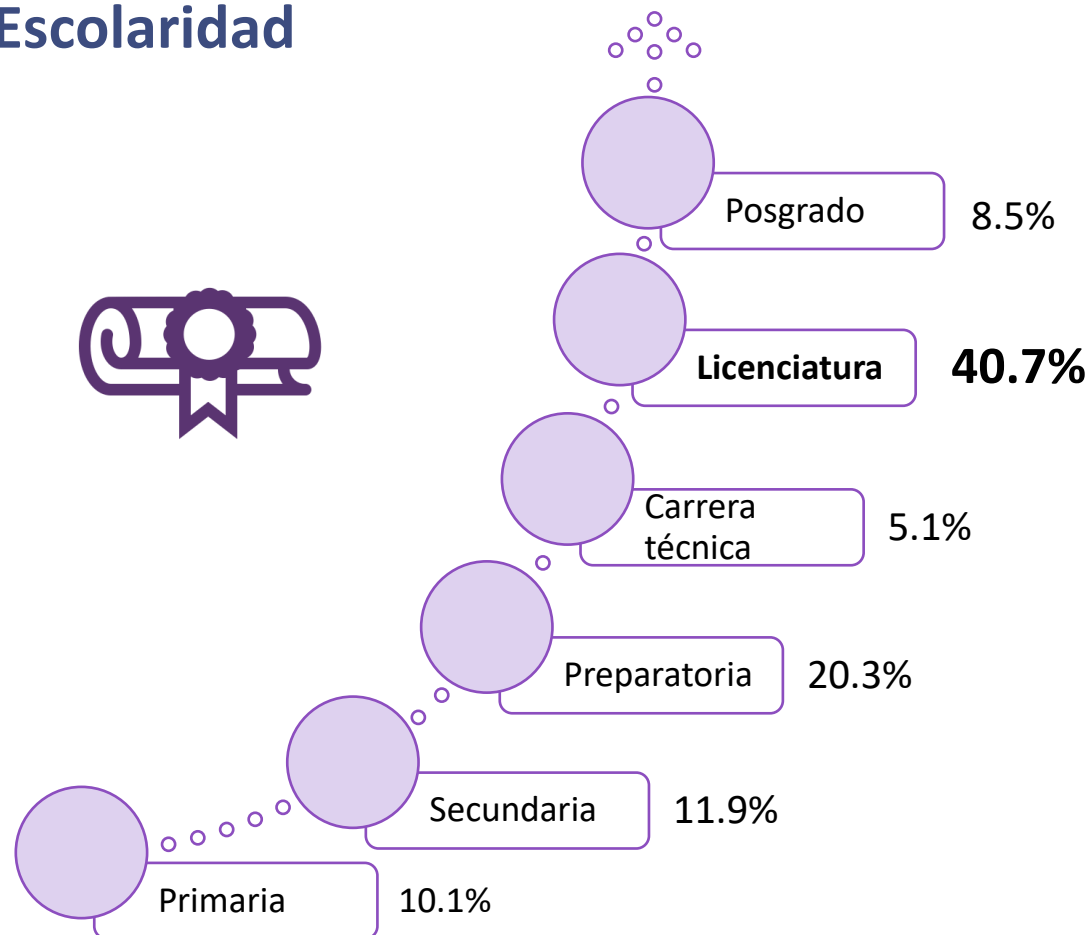 Escolaridad
Posgrado 8.5%
Licenciatura 40.7%
Carrera
técnica 5.1%
Preparatoria 20.3%
Secundaria 11.9%
Primaria 10.1%